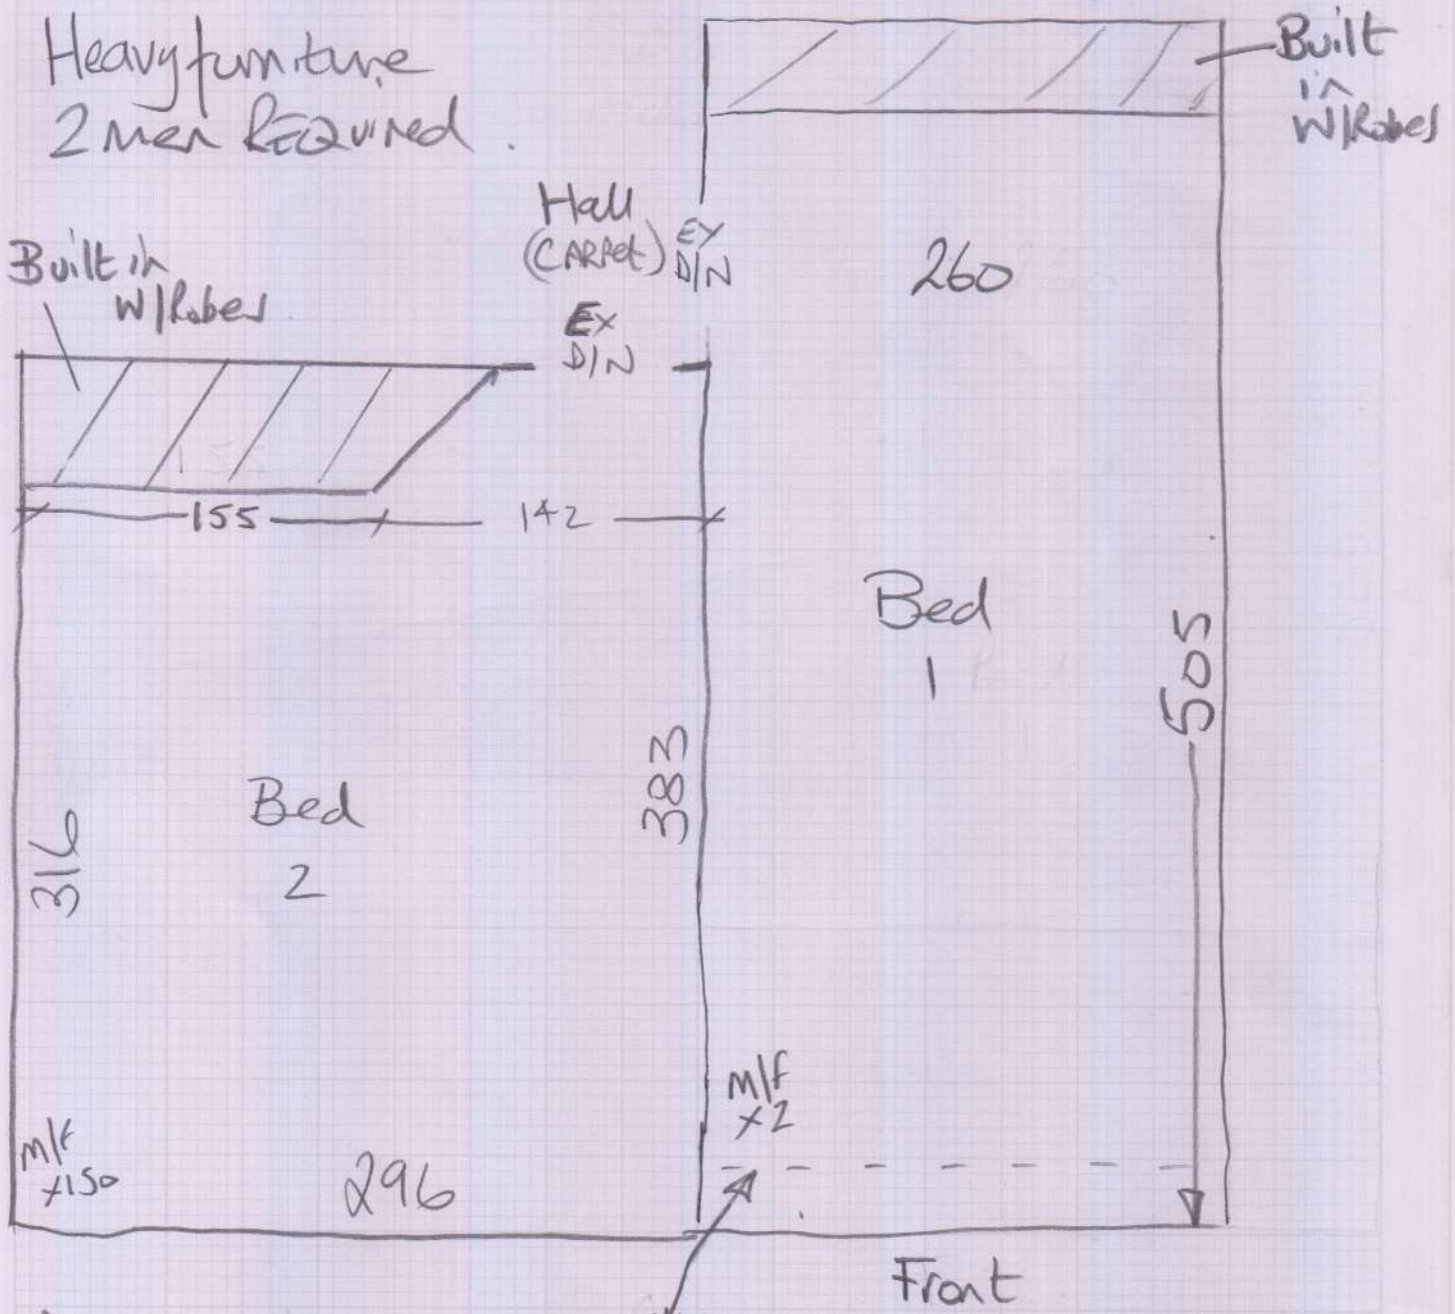 Heavy furniture
2 men REQuired.
Built
in
W/Robes
Hall
(CARPet)
EX
D/N
260
Built in
W/Robes
EX
D/N
155
142
Bed
1
505
383
Bed
2
316
M/F
x2
M/F
x150
296
Front